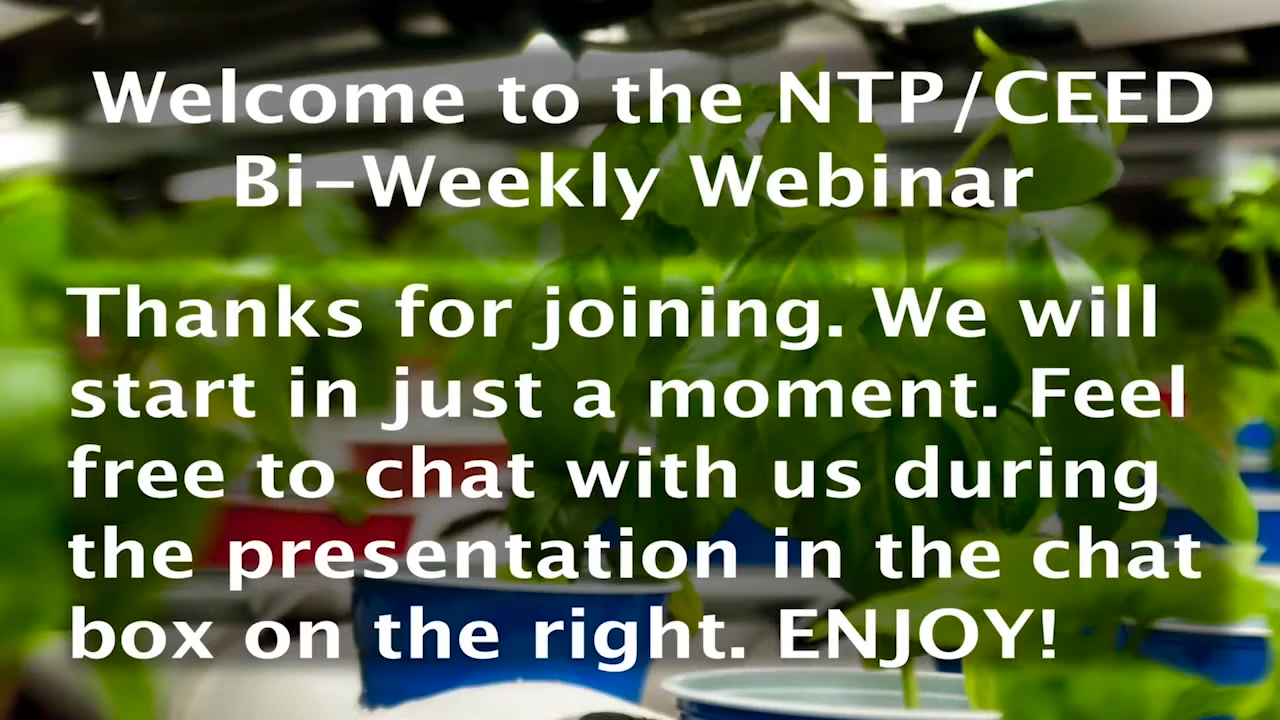 Welcome to the NTP/CEED
Bi-Weekly Webinar
Thanks for joining. We will
start in just a moment. Feel
free to chat with us during
the presentation in the chat
box on the right. ENJOY!